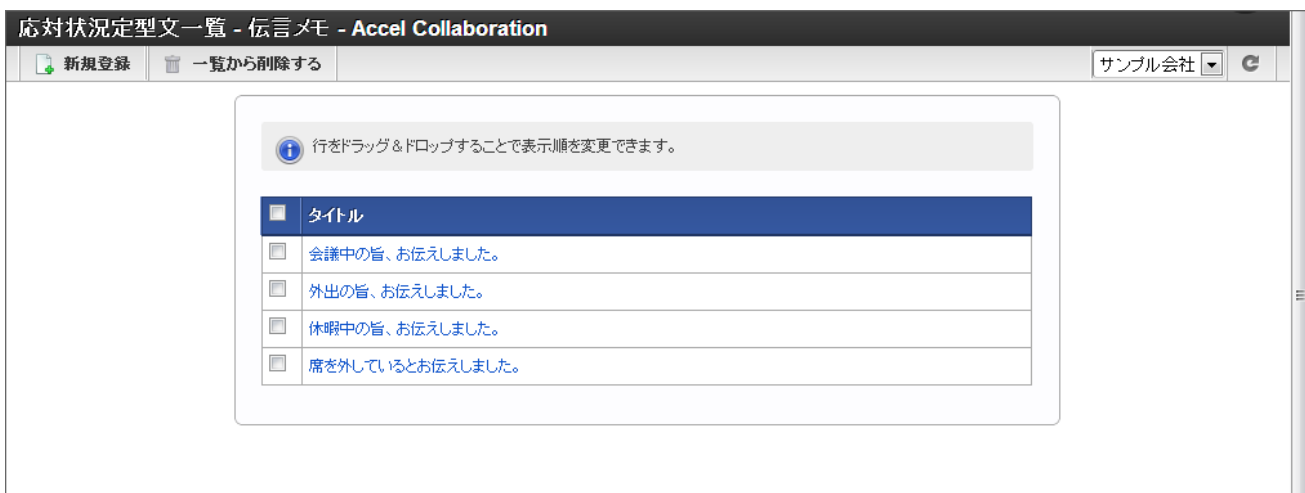 応対状況定型文一覧 - 伝言メモ - Accel Collaboration
新規登録 一覧から削除する サンプル会社
行をドラッグ＆ドロップすることで表示順を変更できます。
タイトル
会議中の旨、お伝えしました。
外出の旨、お伝えしました。
休暇中の旨、お伝えしました。
席を外しているとお伝えしました。